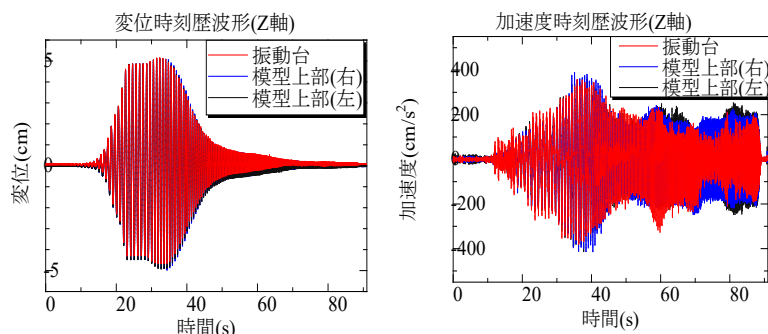 変位時刻歴波形(Z軸)
振動台
模型上部(右)
模型上部(左)
変位(cm)
5
0
-5
0
20
40
60
80
時間(s)
加速度時刻歴波形(Z軸)
振動台
模型上部(右)
模型上部(左)
加速度(cm/s²)
400
200
0
-200
-400
0
20
40
60
80
時間(s)